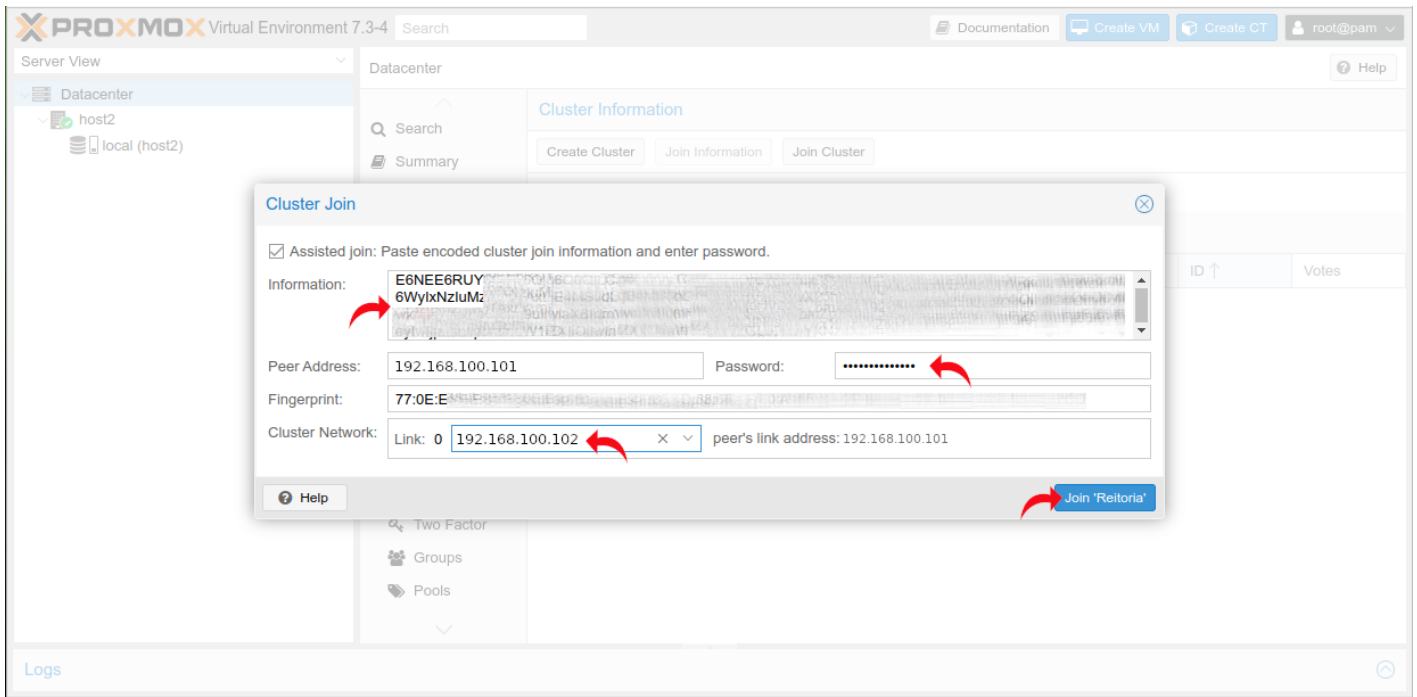 PROXMOX Virtual Environment 7.3-4 Search Documentation Create VM Create CT root@pam
Server View
Datacenter Help
Datacenter
host2
local (host2)
Search
Summary
Cluster Information
Create Cluster Join Information Join Cluster
ID Votes
Cluster Join
Assisted join: Paste encoded cluster join information and enter password.
Information: E6NEE6RUY
6WyIxNzIuMz
Peer Address: 192.168.100.101 Password: ••••••••••••••
Fingerprint: 77:0E:E
Cluster Network: Link: 0 192.168.100.102 peer's link address: 192.168.100.101
Help Join 'Reitoria'
Two Factor
Groups
Pools
Logs